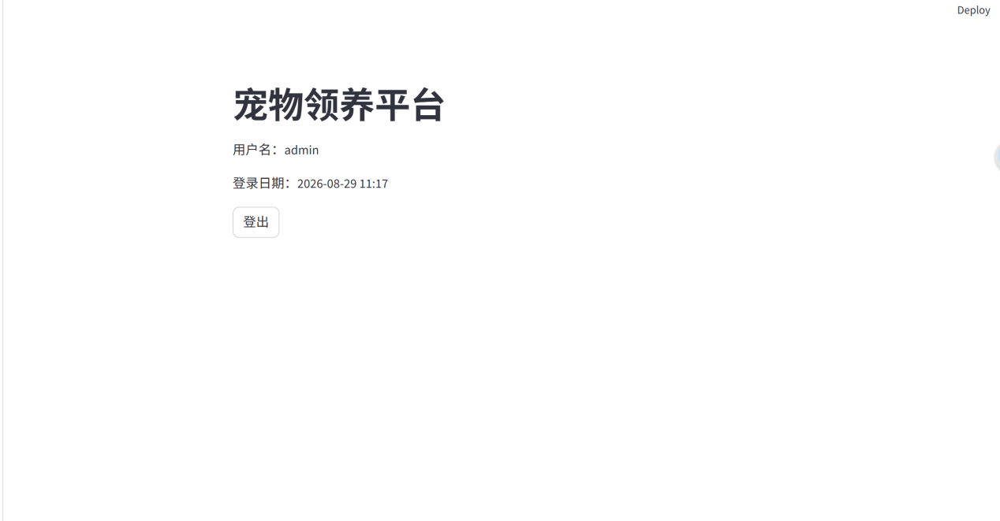 Deploy
宠物领养平台
用户名：admin
登录日期：2026-08-29 11:17
登出